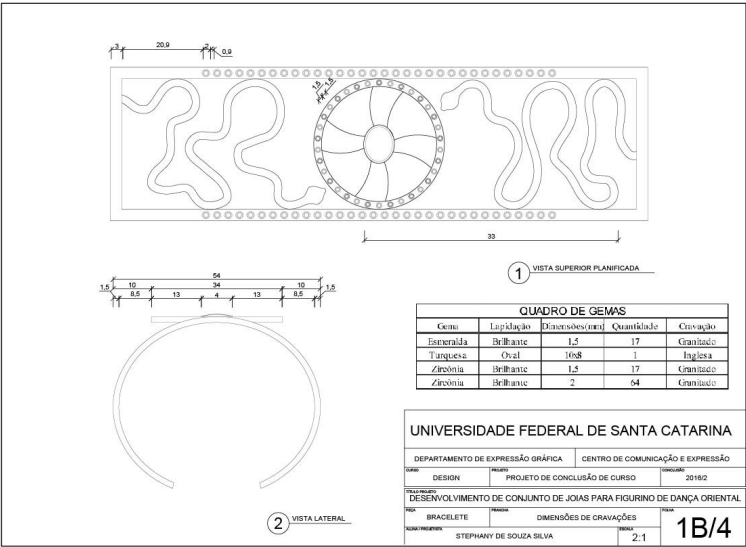 3 20,9 2 0,9
1,5 1,5
33
1 VISTA SUPERIOR PLANIFICADA
54
1,5 10 34 10 1,5
8,5 13 4 13 8,5
2 VISTA LATERAL
QUADRO DE GEMAS
Gema Lapidação Dimensões(mm) Quantidade Cravação
Esmeralda Brilhante 1,5 17 Granitado
Turquesa Oval 10x8 1 Inglesa
Zircônia Brilhante 1,5 17 Granitado
Zircônia Brilhante 2 64 Granitado
UNIVERSIDADE FEDERAL DE SANTA CATARINA
DEPARTAMENTO DE EXPRESSÃO GRÁFICA CENTRO DE COMUNICAÇÃO E EXPRESSÃO
CURSO PROJETO CONCLUSÃO
DESIGN PROJETO DE CONCLUSÃO DE CURSO 2016/2
TÍTULO PROJETO
DESENVOLVIMENTO DE CONJUNTO DE JOIAS PARA FIGURINO DE DANÇA ORIENTAL
PEÇA PRANCHA FOLHA
BRACELETE DIMENSÕES DE CRAVAÇÕES 1B/4
ALUNA / PROJETISTA ESCALA
STEPHANY DE SOUZA SILVA 2:1